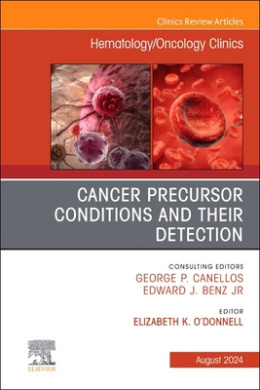 Clinics Review Articles
Hematology/Oncology Clinics
CANCER PRECURSOR
CONDITIONS AND THEIR
DETECTION
CONSULTING EDITORS
GEORGE P. CANELLOS
EDWARD J. BENZ JR
EDITOR
ELIZABETH K. O'DONNELL
ELSEVIER
August 2024